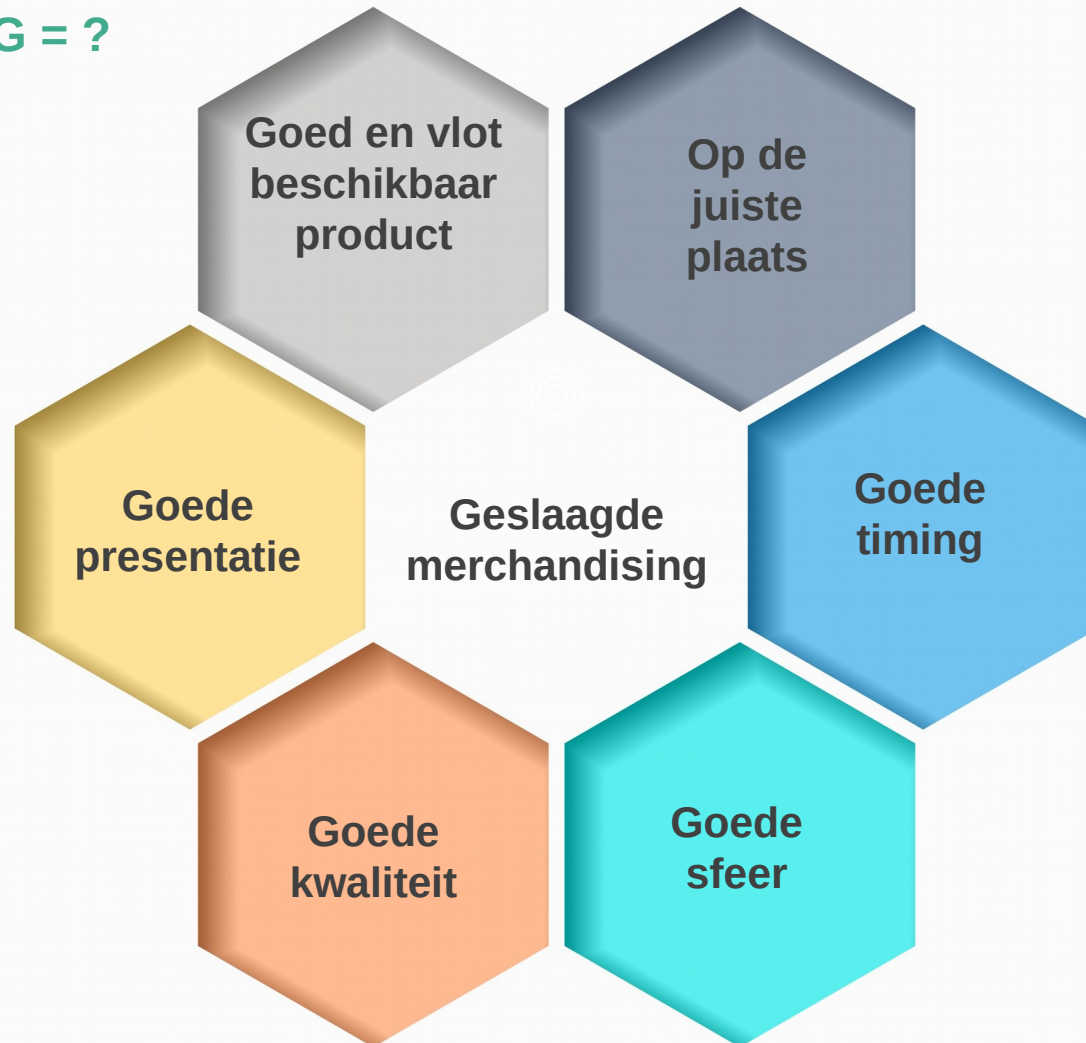 G = ?
Goed en vlot
beschikbaar
product
Op de
juiste
plaats
Goede
presentatie
Geslaagde
merchandising
Goede
timing
Goede
kwaliteit
Goede
sfeer